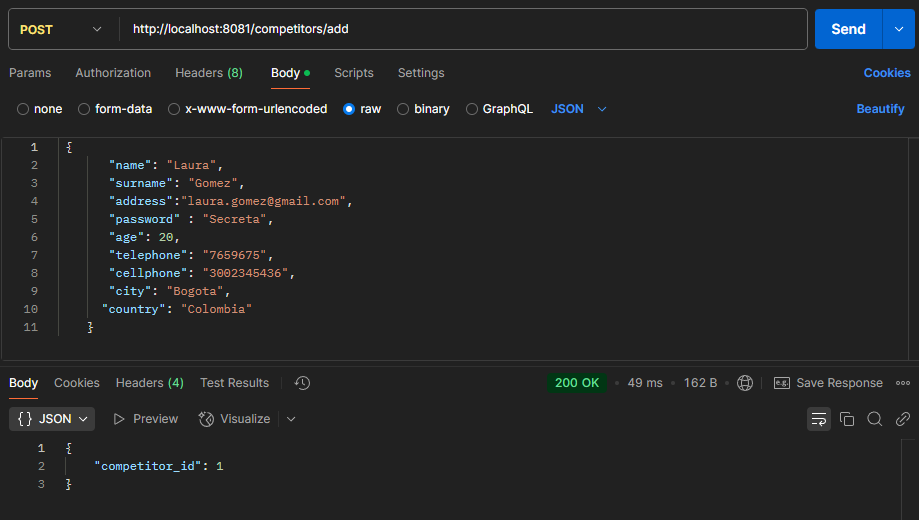 POST http://localhost:8081/competitors/add Send
Params Authorization Headers (8) Body Scripts Settings Cookies
none form-data x-www-form-urlencoded raw binary GraphQL JSON Beautify
1 {
2 "name": "Laura",
3 "surname": "Gomez",
4 "address":"laura.gomez@gmail.com",
5 "password" : "Secreta",
6 "age": 20,
7 "telephone": "7659675",
8 "cellphone": "3002345436",
9 "city": "Bogota",
10 "country": "Colombia"
11 }
Body Cookies Headers (4) Test Results 200 OK • 49 ms • 162 B • Save Response
{} JSON Preview Visualize
1 {
2 "competitor_id": 1
3 }